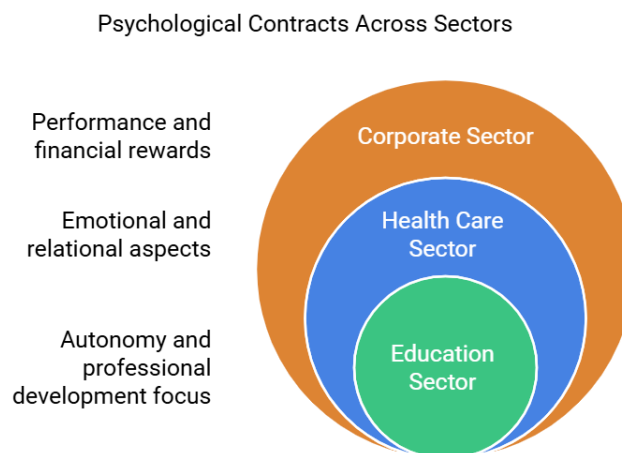 Psychological Contracts Across Sectors
Performance and
financial rewards
Corporate Sector
Emotional and
relational aspects
Health Care
Sector
Autonomy and
professional
development focus
Education
Sector